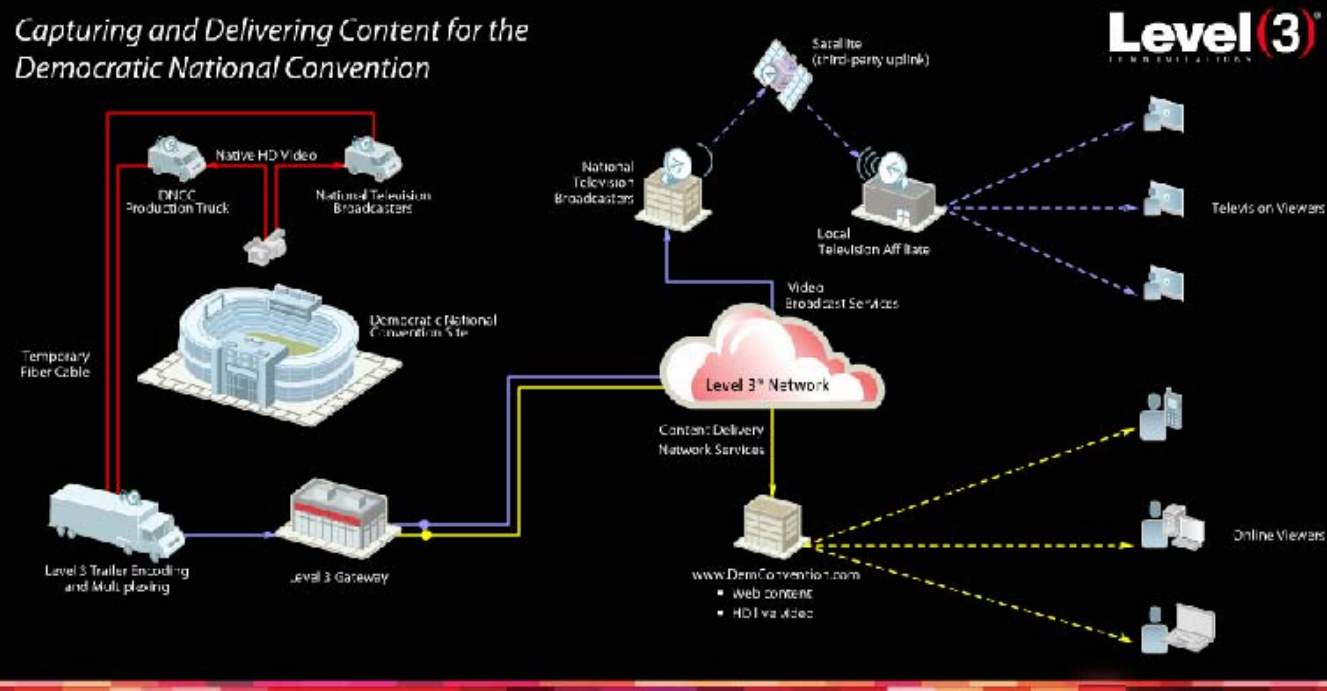 Capturing and Delivering Content for the
Democratic National Convention
Level(3)®
COMMUNICATIONS
Satellite
(third-party uplink)
Native HD Video
DNCC
Production Truck
National Television
Broadcasters
National
Television
Broadcasters
Local
Television Affiliate
Television Viewers
Video
Broadcast Services
Democratic National
Convention Site
Temporary
Fiber Cable
Level 3® Network
Content Delivery
Network Services
Level 3 Trailer Encoding
and Multiplexing
Level 3 Gateway
www.DemConvention.com
▪ Web content
▪ HD live video
Online Viewers